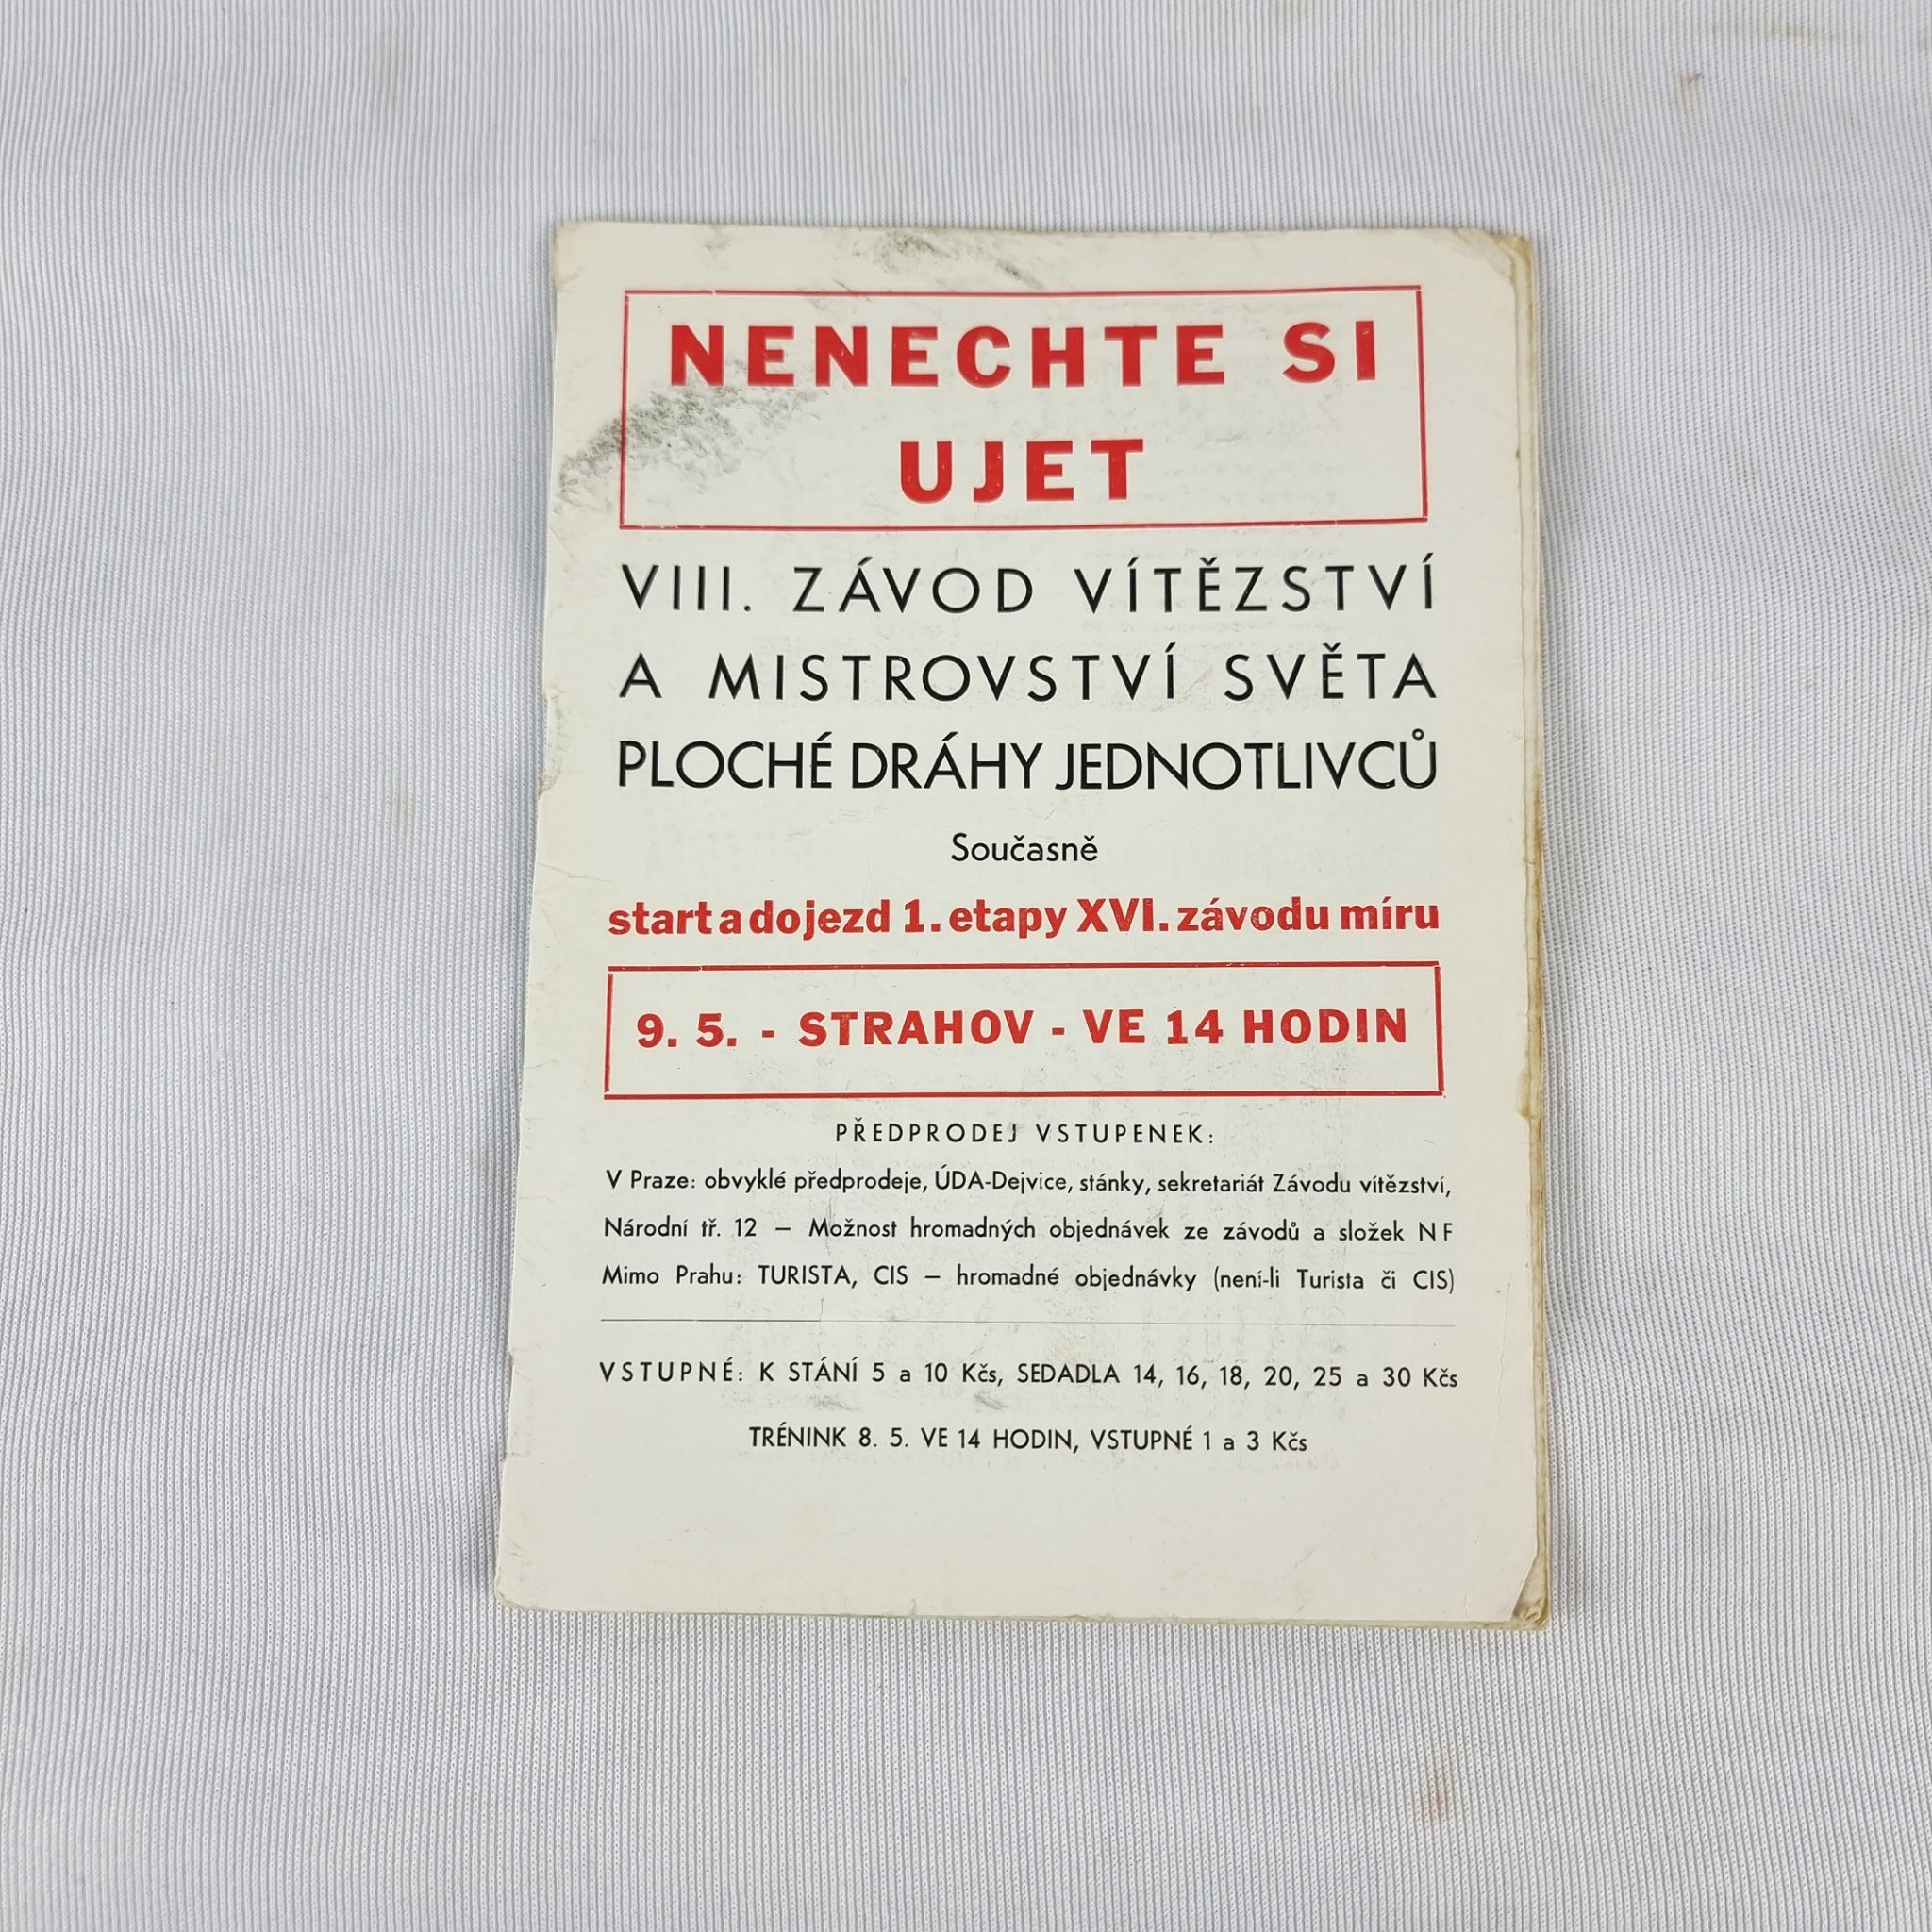 NENECHTE SI
UJET
VIII. ZÁVOD VÍTĚZSTVÍ
A MISTROVSTVÍ SVĚTA
PLOCHÉ DRÁHY JEDNOTLIVCŮ
Současně
start a dojezd 1. etapy XVI. závodu míru
9. 5. - STRAHOV - VE 14 HODIN
PŘEDPRODEJ VSTUPENEK:
V Praze: obvyklé předprodeje, ÚDA-Dejvice, stánky, sekretariát Závodu vítězství,
Národní tř. 12 — Možnost hromadných objednávek ze závodů a složek NF
Mimo Prahu: TURISTA, CIS — hromadné objednávky (není-li Turista či CIS)
VSTUPNÉ: K STÁNÍ 5 a 10 Kčs, SEDADLA 14, 16, 18, 20, 25 a 30 Kčs
TRÉNINK 8. 5. VE 14 HODIN, VSTUPNÉ 1 a 3 Kčs